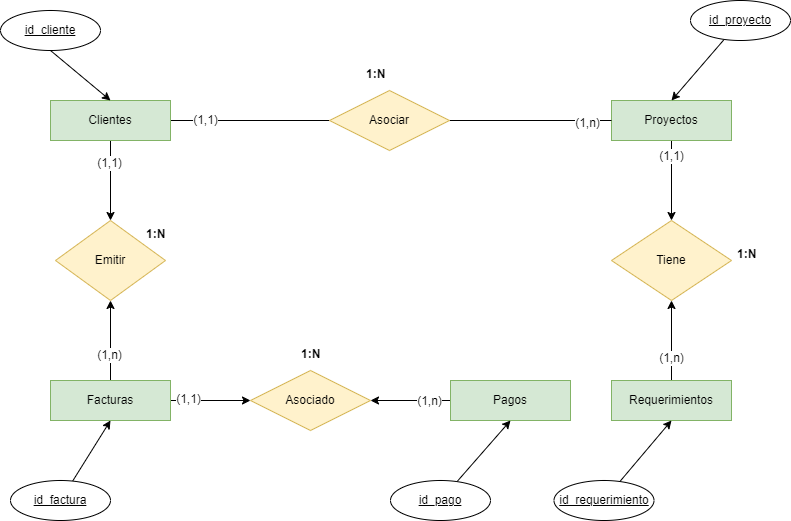 id_cliente
id_proyecto
1:N
Clientes
(1,1)
Asociar
(1,n)
Proyectos
(1,1)
(1,1)
1:N
Emitir
Tiene
1:N
(1,n)
1:N
(1,n)
Facturas
(1,1)
Asociado
(1,n)
Pagos
Requerimientos
id_factura
id_pago
id_requerimiento